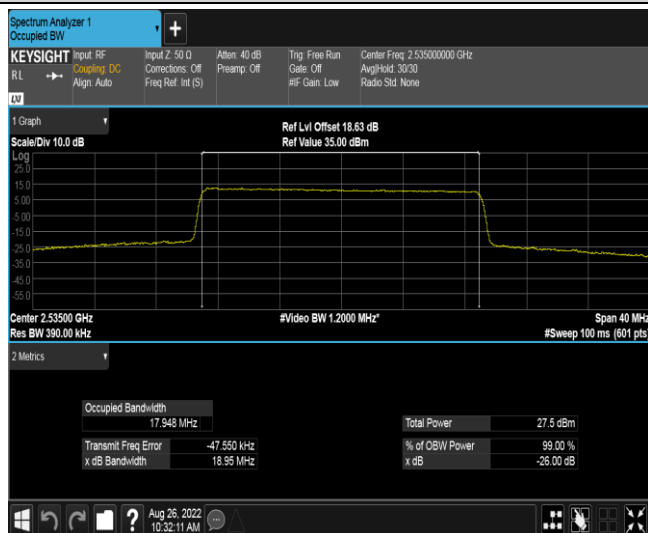 Spectrum Analyzer 1
Occupied BW
KEYSIGHT Input: RF Input Z: 50 Ω Atten: 40 dB Trig: Free Run Center Freq: 2.535000000 GHz
RL Coupling: DC Corrections: Off Preamp: Off Gate: Off Avg|Hold: 30/30
Align: Auto Freq Ref: Int (S) #IF Gain: Low Radio Std: None
LXI
1 Graph
Ref Lvl Offset 18.63 dB
Scale/Div 10.0 dB Ref Value 35.00 dBm
Log
25.0
15.0
5.00
-5.00
-15.0
-25.0
-35.0
-45.0
-55.0
Center 2.53500 GHz #Video BW 1.2000 MHz* Span 40 MHz
Res BW 390.00 kHz #Sweep 100 ms (601 pts)
2 Metrics
Occupied Bandwidth
17.948 MHz Total Power 27.5 dBm
Transmit Freq Error -47.550 kHz % of OBW Power 99.00 %
x dB Bandwidth 18.95 MHz x dB -26.00 dB
? Aug 26, 2022
10:32:11 AM